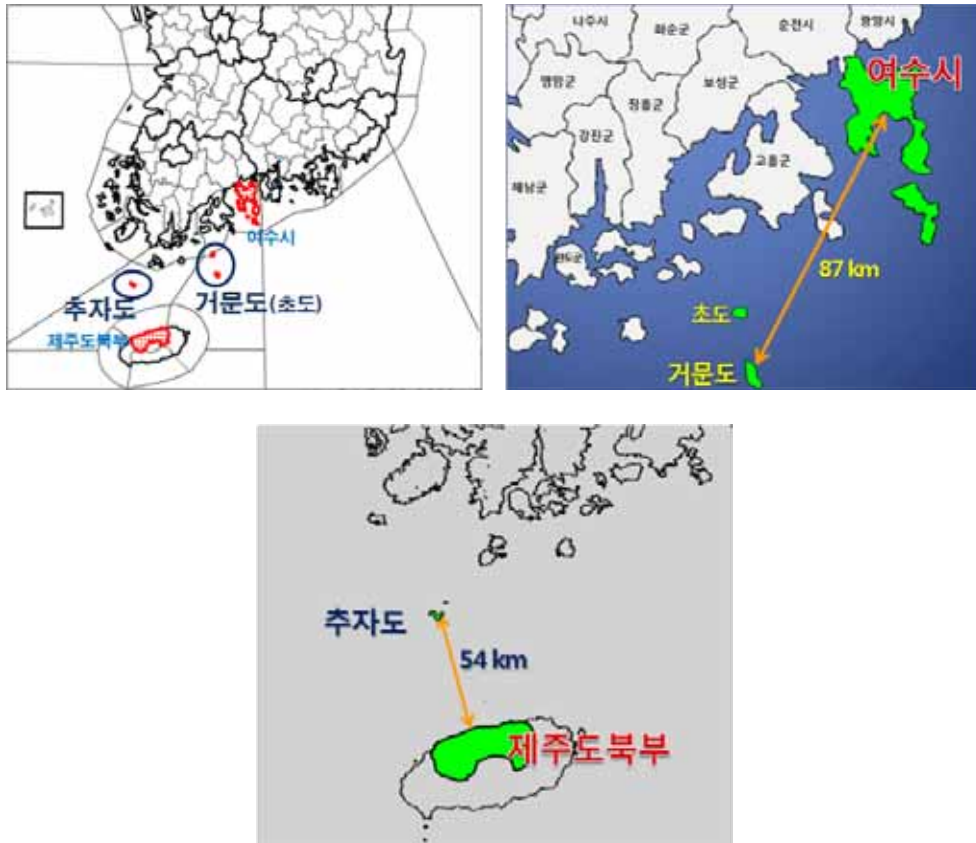 여수시
추자도
거문도(초도)
제주도북부
나주시
화순군
순천시
광양시
여수시
영암군
장흥군
보성군
강진군
고흥군
해남군
완도군
87 km
초도
거문도
추자도
54 km
제주도북부